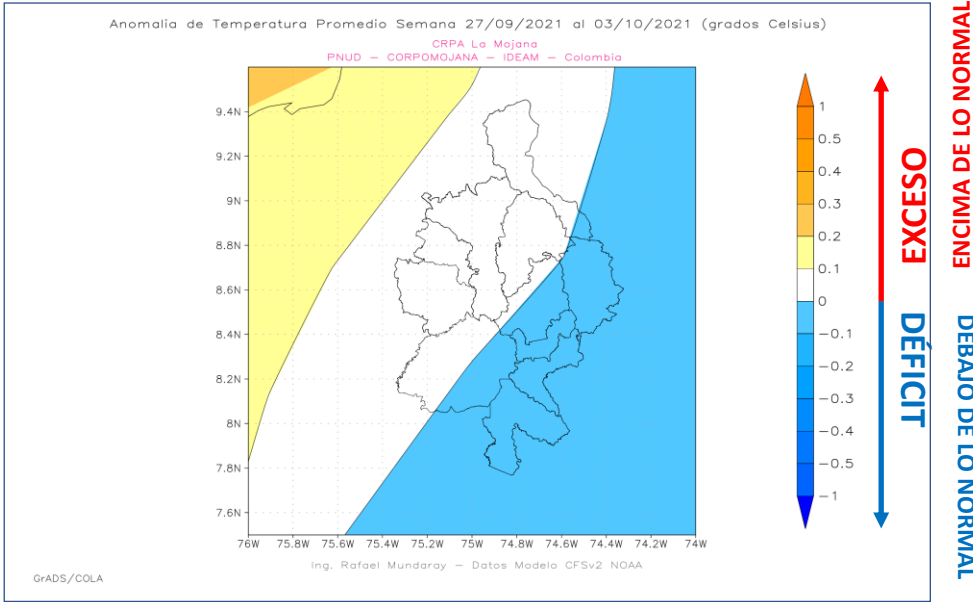 Anomalia de Temperatura Promedio Semana 27/09/2021 al 03/10/2021 (grados Celsius)
CRPA La Mojana
PNUD – CORPOMOJANA – IDEAM – Colombia
9.4N
9.2N
9N
8.8N
8.6N
8.4N
8.2N
8N
7.8N
7.6N
76W 75.8W 75.6W 75.4W 75.2W 75W 74.8W 74.6W 74.4W 74.2W 74W
Ing. Rafael Mundaray – Datos Modelo CFSv2 NOAA
GrADS/COLA
1
0.5
0.4
0.3
0.2
0.1
0
−0.1
−0.2
−0.3
−0.4
−0.5
−1
EXCESO
DÉFICIT
ENCIMA DE LO NORMAL
DEBAJO DE LO NORMAL